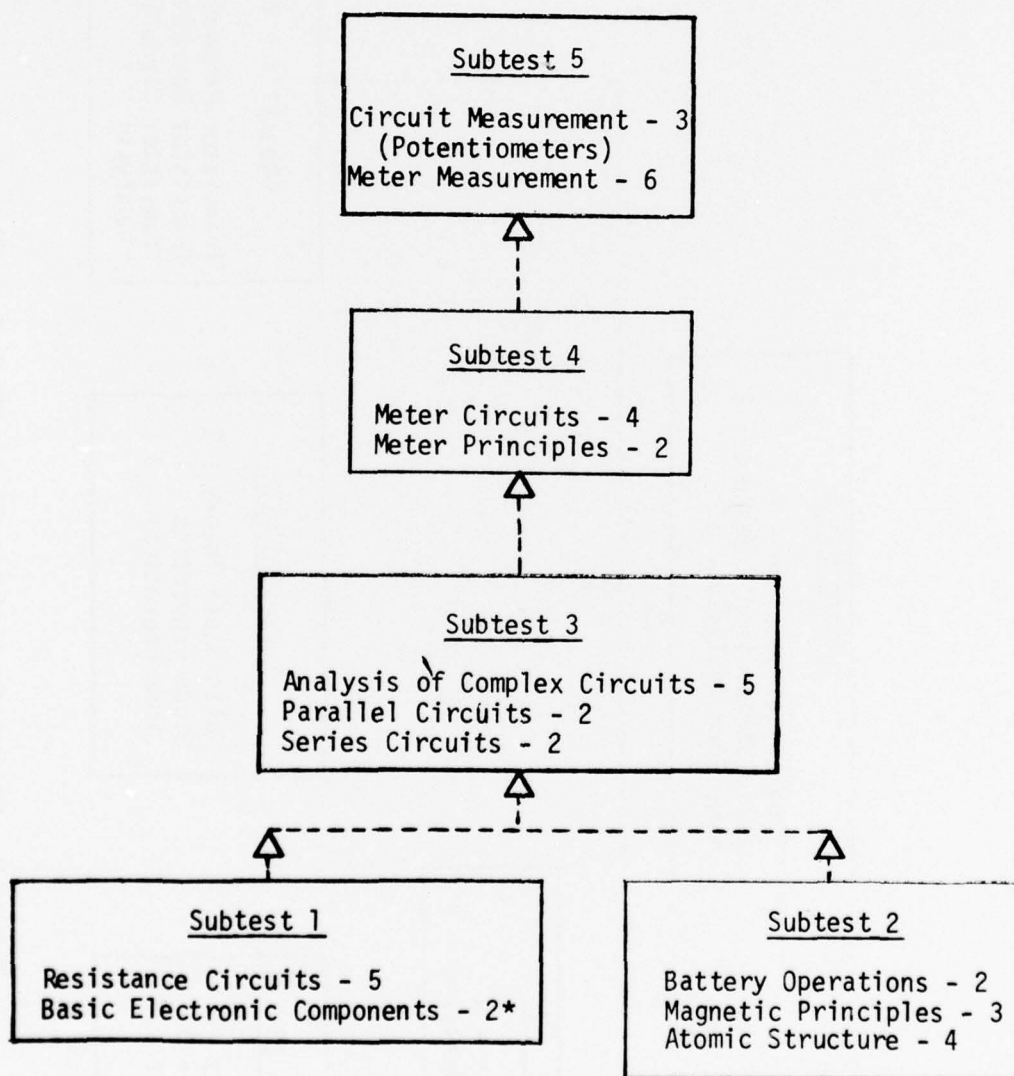 Subtest 5
Circuit Measurement - 3
(Potentiometers)
Meter Measurement - 6
Subtest 4
Meter Circuits - 4
Meter Principles - 2
Subtest 3
Analysis of Complex Circuits - 5
Parallel Circuits - 2
Series Circuits - 2
Subtest 1
Resistance Circuits - 5
Basic Electronic Components - 2*
Subtest 2
Battery Operations - 2
Magnetic Principles - 3
Atomic Structure - 4